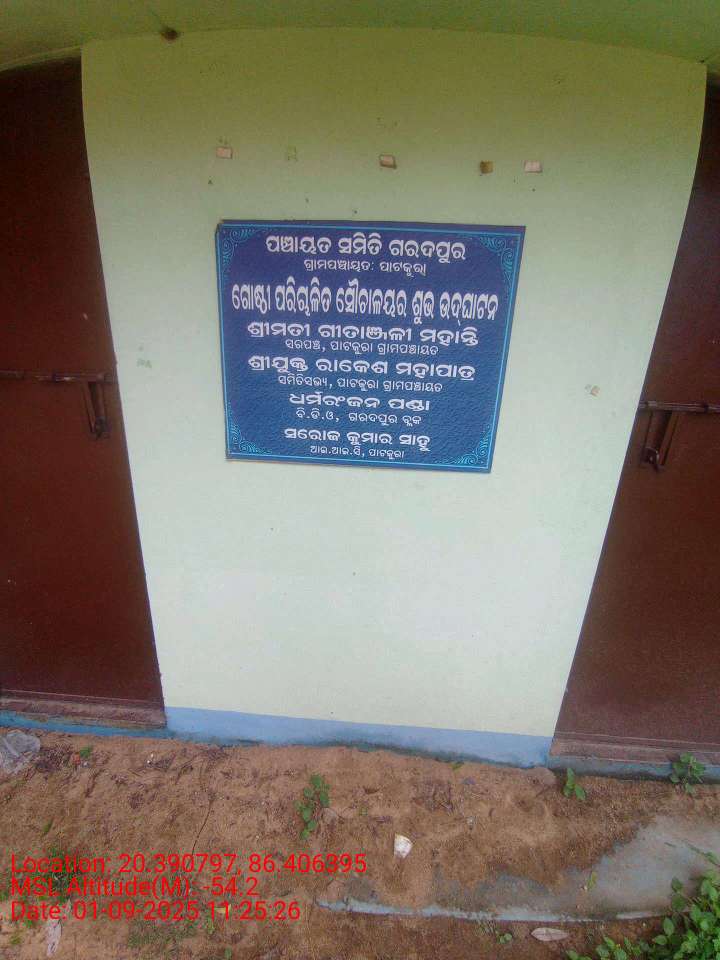 ପଞ୍ଚାୟତ ସମିତି ଗରଦପୁର
ଗ୍ରାମପଞ୍ଚାୟତ: ପାଟକୁରା
ଗୋଷ୍ଠୀ ପରିଚାଳିତ ସୌଚାଳୟର ଶୁଭ ଉଦ୍‌ଘାଟନ
ଶ୍ରୀମତୀ ଗୀତାଞ୍ଜଳୀ ମହାନ୍ତି
ସରପଞ୍ଚ, ପାଟକୁରା ଗ୍ରାମପଞ୍ଚାୟତ
ଶ୍ରୀଯୁକ୍ତ ରାକେଶ ମହାପାତ୍ର
ସମିତିସଭ୍ୟ, ପାଟକୁରା ଗ୍ରାମପଞ୍ଚାୟତ
ଧର୍ମରଂଜନ ପଣ୍ଡା
ବି.ଡି.ଓ, ଗରଦପୁର ବ୍ଲକ
ସରୋଜ କୁମାର ସାହୁ
ଆଇ.ଆଇ.ସି, ପାଟକୁରା
Location: 20.390797, 86.406395
MSL Altitude(M): -54.2
Date: 01-09-2025 11:25:26